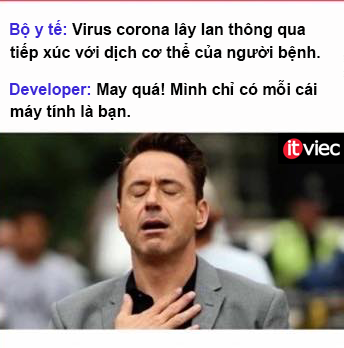 Bộ y tế: Virus corona lây lan thông qua
tiếp xúc với dịch cơ thể của người bệnh.
Developer: May quá! Mình chỉ có mỗi cái
máy tính là bạn.
itviec